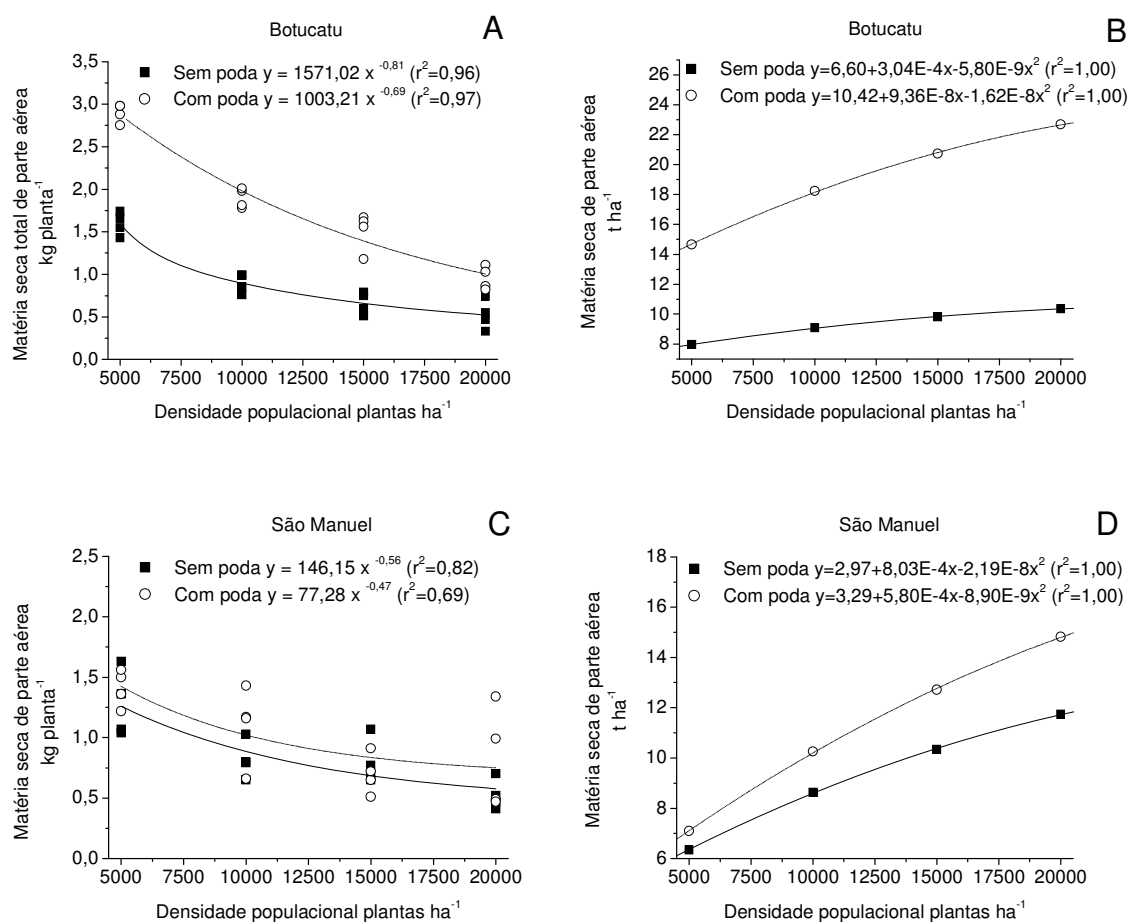 Botucatu
A
Sem poda y = 1571,02 x ^-0,81 (r²=0,96)
Com poda y = 1003,21 x ^-0,69 (r²=0,97)
Matéria seca total de parte aérea
kg planta⁻¹
3,5
3,0
2,5
2,0
1,5
1,0
0,5
0,0
5000 7500 10000 12500 15000 17500 20000
Densidade populacional plantas ha⁻¹
Botucatu
B
Sem poda y=6,60+3,04E-4x-5,80E-9x² (r²=1,00)
Com poda y=10,42+9,36E-8x-1,62E-8x² (r²=1,00)
Matéria seca de parte aérea
t ha⁻¹
26
24
22
20
18
16
14
12
10
8
5000 7500 10000 12500 15000 17500 20000
Densidade populacional plantas ha⁻¹
São Manuel
C
Sem poda y = 146,15 x ^-0,56 (r²=0,82)
Com poda y = 77,28 x ^-0,47 (r²=0,69)
Matéria seca de parte aérea
kg planta⁻¹
2,5
2,0
1,5
1,0
0,5
0,0
5000 7500 10000 12500 15000 17500 20000
Densidade populacional plantas ha⁻¹
São Manuel
D
Sem poda y=2,97+8,03E-4x-2,19E-8x² (r²=1,00)
Com poda y=3,29+5,80E-4x-8,90E-9x² (r²=1,00)
Matéria seca de parte aérea
t ha⁻¹
18
16
14
12
10
8
6
5000 7500 10000 12500 15000 17500 20000
Densidade populacional plantas ha⁻¹